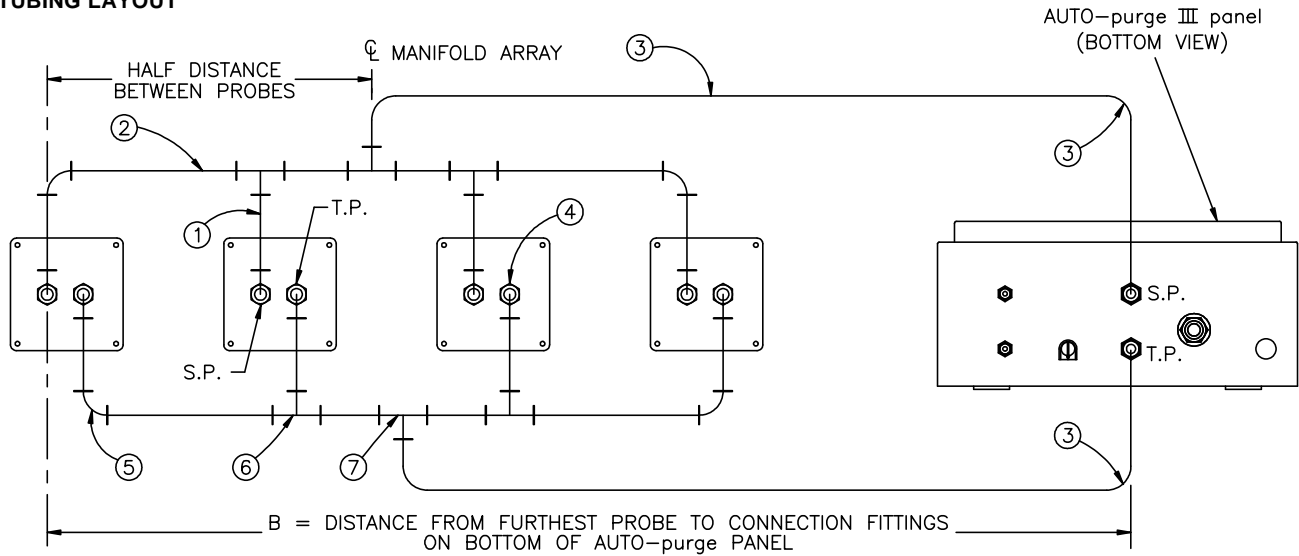 TUBING LAYOUT
AUTO-purge III panel
(BOTTOM VIEW)
℄ MANIFOLD ARRAY
3
HALF DISTANCE
BETWEEN PROBES
3
2
3
1
T.P.
4
S.P.
S.P.
T.P.
5
6
7
3
B = DISTANCE FROM FURTHEST PROBE TO CONNECTION FITTINGS
ON BOTTOM OF AUTO-purge PANEL